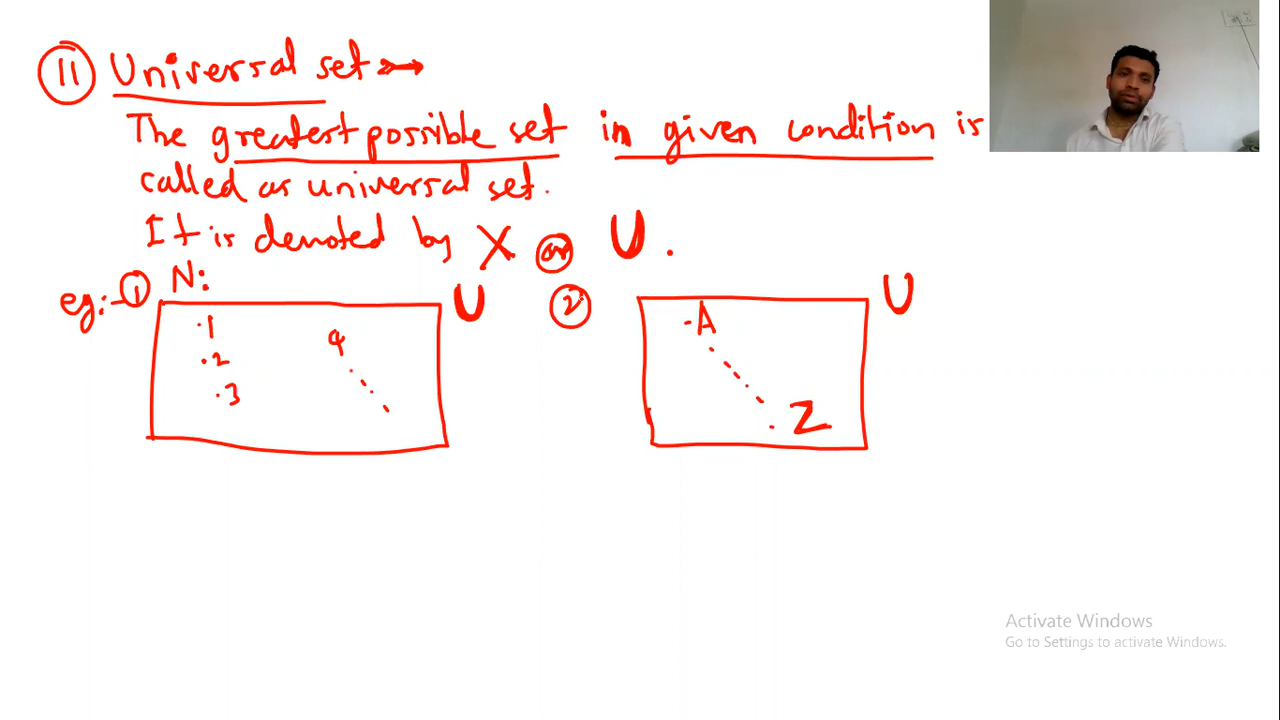 11 Universal set
The greatest possible set in given condition is
called as universal set.
It is denoted by X or U.
eg:- 1 N: U 2 U
.1 4 .A
.2
.3
. Z
Activate Windows
Go to Settings to activate Windows.